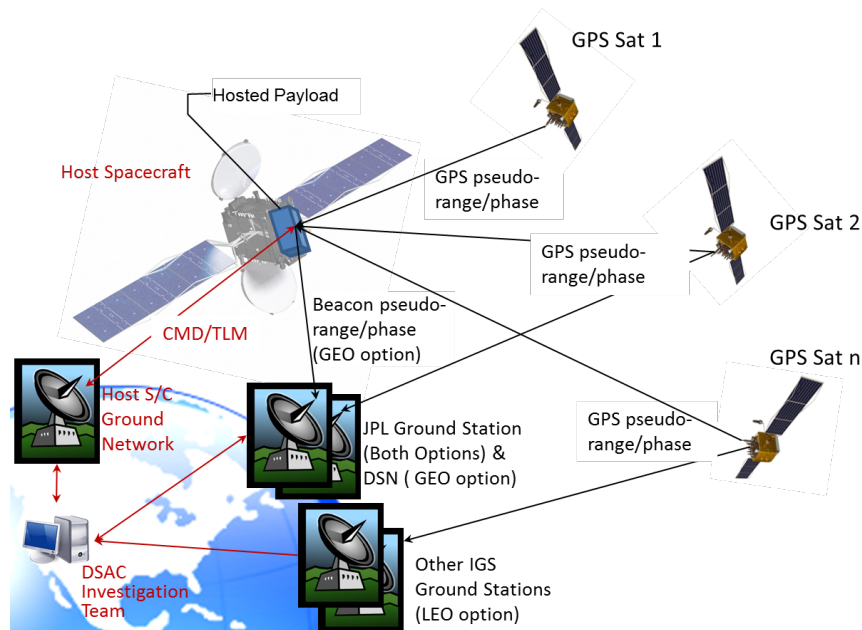 GPS Sat 1
Hosted Payload
Host Spacecraft
GPS pseudo-
range/phase
GPS Sat 2
GPS pseudo-
range/phase
Beacon pseudo-
range/phase
(GEO option)
CMD/TLM
GPS Sat n
Host S/C
Ground
Network
GPS pseudo-
range/phase
JPL Ground Station
(Both Options) &
DSN ( GEO option)
DSAC
Investigation
Team
Other IGS
Ground Stations
(LEO option)